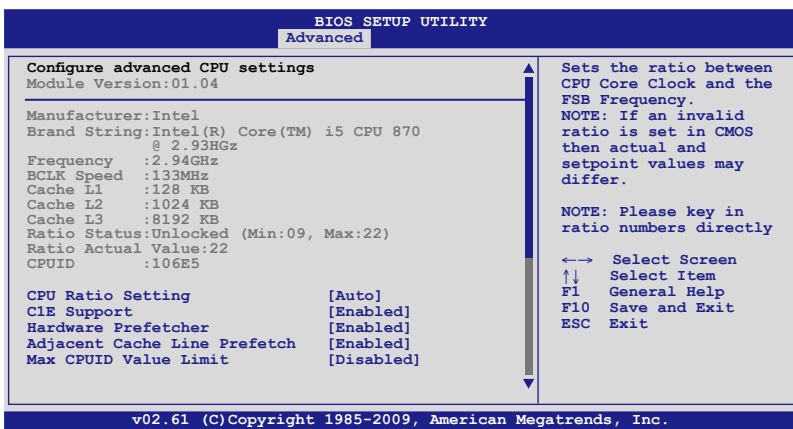 BIOS SETUP UTILITY
Advanced
Configure advanced CPU settings
Module Version:01.04
Manufacturer:Intel
Brand String:Intel(R) Core(TM) i5 CPU 870
@ 2.93HGz
Frequency :2.94GHz
BCLK Speed :133MHz
Cache L1 :128 KB
Cache L2 :1024 KB
Cache L3 :8192 KB
Ratio Status:Unlocked (Min:09, Max:22)
Ratio Actual Value:22
CPUID :106E5
CPU Ratio Setting [Auto]
C1E Support [Enabled]
Hardware Prefetcher [Enabled]
Adjacent Cache Line Prefetch [Enabled]
Max CPUID Value Limit [Disabled]
Sets the ratio between
CPU Core Clock and the
FSB Frequency.
NOTE: If an invalid
ratio is set in CMOS
then actual and
setpoint values may
differ.
NOTE: Please key in
ratio numbers directly
←→ Select Screen
↑↓ Select Item
F1 General Help
F10 Save and Exit
ESC Exit
v02.61 (C)Copyright 1985-2009, American Megatrends, Inc.